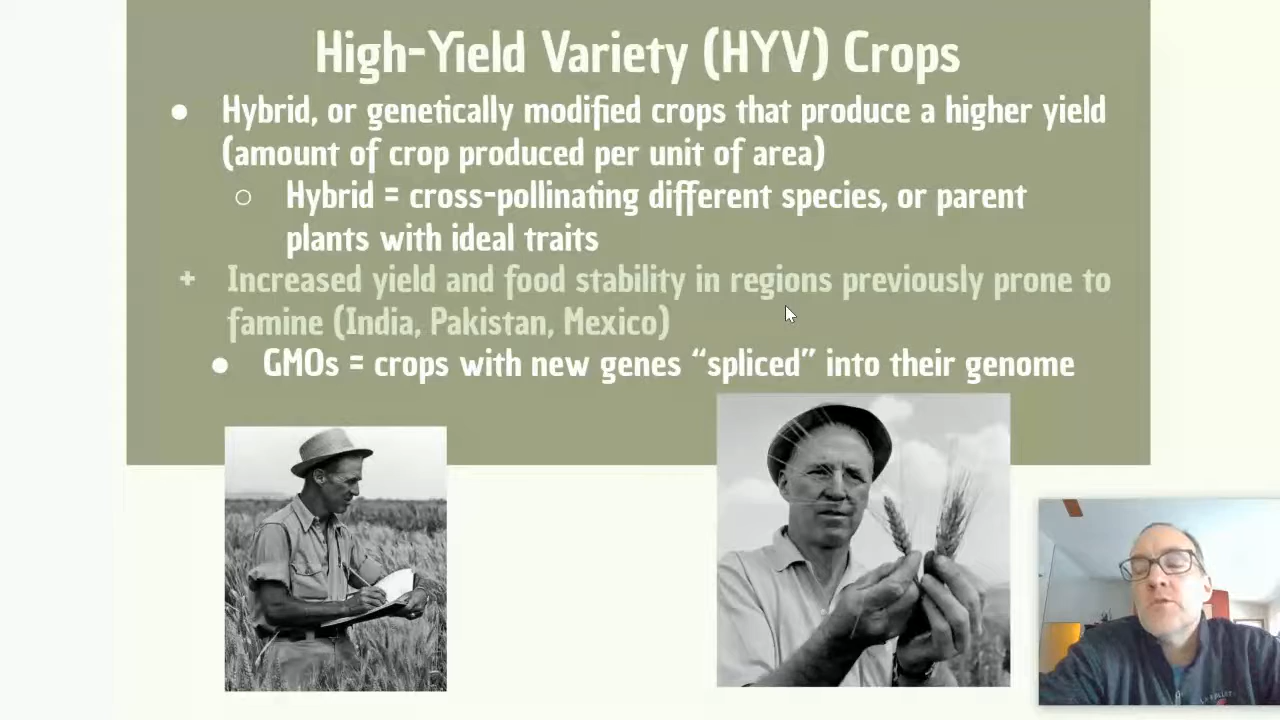 High-Yield Variety (HYV) Crops
● Hybrid, or genetically modified crops that produce a higher yield
(amount of crop produced per unit of area)
○ Hybrid = cross-pollinating different species, or parent
plants with ideal traits
+ Increased yield and food stability in regions previously prone to
famine (India, Pakistan, Mexico)
● GMOs = crops with new genes “spliced” into their genome